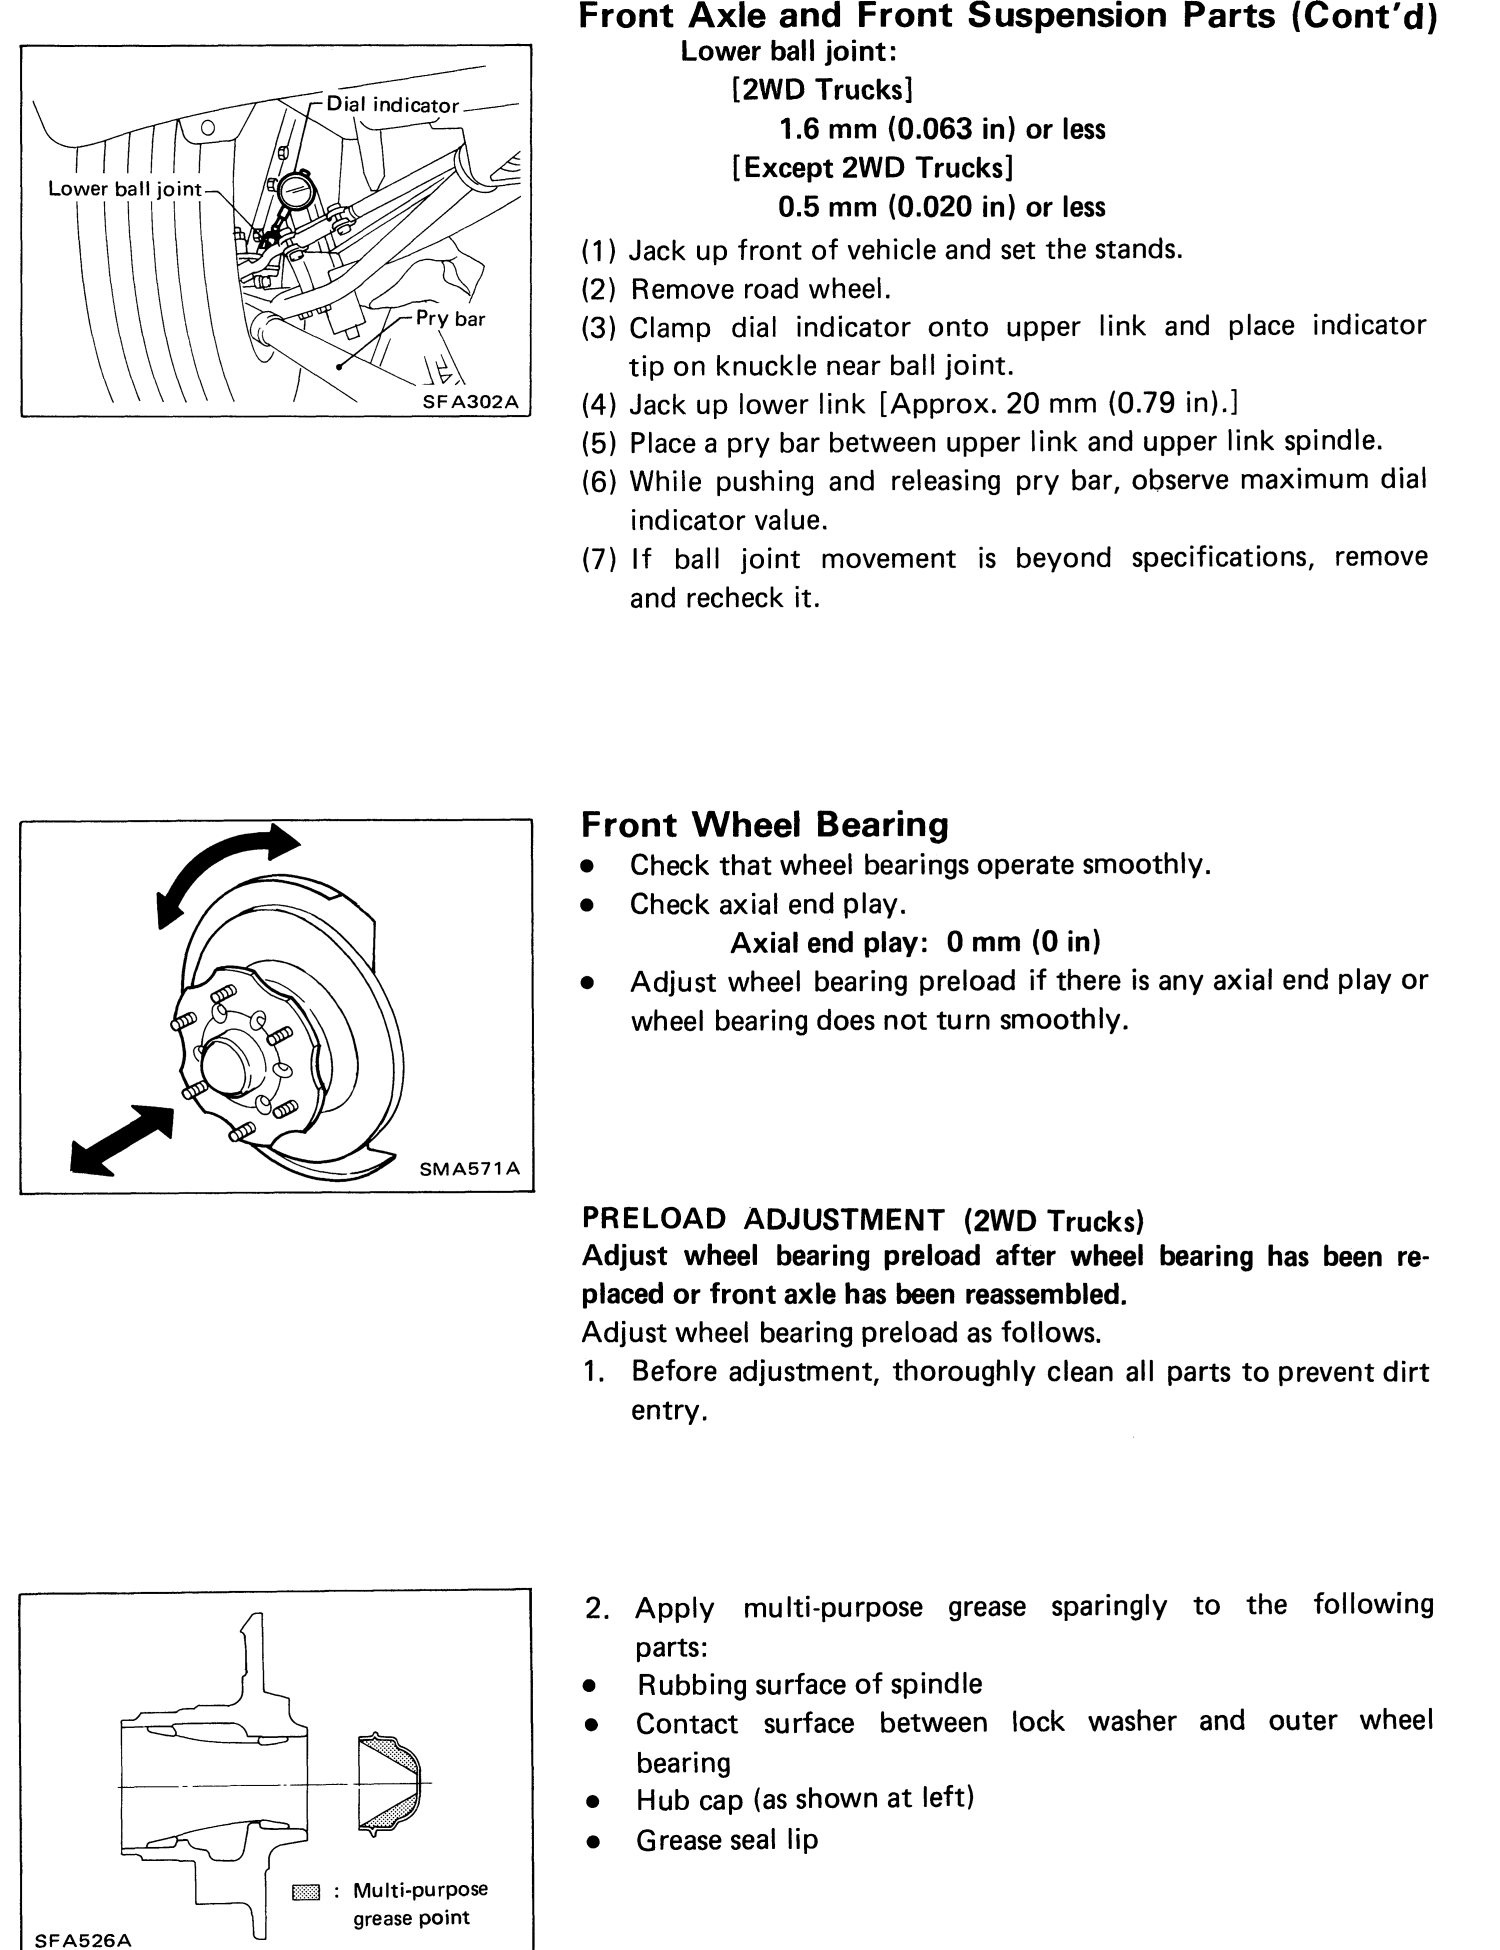 Front Axle and Front Suspension Parts (Cont'd)
Lower ball joint:
[2WD Trucks]
1.6 mm (0.063 in) or less
[Except 2WD Trucks]
0.5 mm (0.020 in) or less
(1) Jack up front of vehicle and set the stands.
(2) Remove road wheel.
(3) Clamp dial indicator onto upper link and place indicator
tip on knuckle near ball joint.
(4) Jack up lower link [Approx. 20 mm (0.79 in).]
(5) Place a pry bar between upper link and upper link spindle.
(6) While pushing and releasing pry bar, observe maximum dial
indicator value.
(7) If ball joint movement is beyond specifications, remove
and recheck it.
Dial indicator
Lower ball joint
Pry bar
SFA302A
Front Wheel Bearing
● Check that wheel bearings operate smoothly.
● Check axial end play.
Axial end play: 0 mm (0 in)
● Adjust wheel bearing preload if there is any axial end play or
wheel bearing does not turn smoothly.
SMA571A
PRELOAD ADJUSTMENT (2WD Trucks)
Adjust wheel bearing preload after wheel bearing has been re-
placed or front axle has been reassembled.
Adjust wheel bearing preload as follows.
1. Before adjustment, thoroughly clean all parts to prevent dirt
entry.
2. Apply multi-purpose grease sparingly to the following
parts:
● Rubbing surface of spindle
● Contact surface between lock washer and outer wheel
bearing
● Hub cap (as shown at left)
● Grease seal lip
: Multi-purpose
grease point
SFA526A